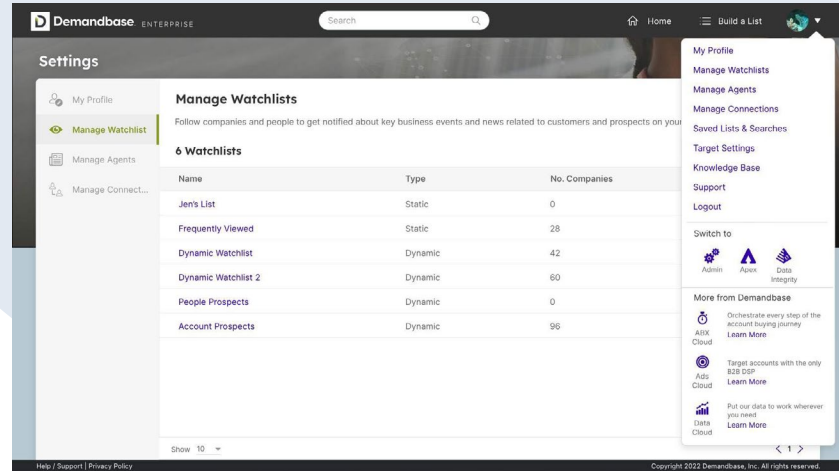 Demandbase. ENTERPRISE
Search
Home
Build a List
Settings
My Profile
Manage Watchlist
Manage Agents
Manage Connect...
Manage Watchlists
Follow companies and people to get notified about key business events and news related to customers and prospects on your
6 Watchlists
Name Type No. Companies
Jen's List Static 0
Frequently Viewed Static 28
Dynamic Watchlist Dynamic 42
Dynamic Watchlist 2 Dynamic 60
People Prospects Dynamic 0
Account Prospects Dynamic 96
Show 10
My Profile
Manage Watchlists
Manage Agents
Manage Connections
Saved Lists & Searches
Target Settings
Knowledge Base
Support
Logout
Switch to
Admin Apex Data
Integrity
More from Demandbase
ABX
Cloud
Orchestrate every step of the
account buying journey
Learn More
Ads
Cloud
Target accounts with the only
B2B DSP
Learn More
Data
Cloud
Put our data to work wherever
you need
Learn More
< 1 >
Help / Support | Privacy Policy
Copyright 2022 Demandbase, Inc. All rights reserved.